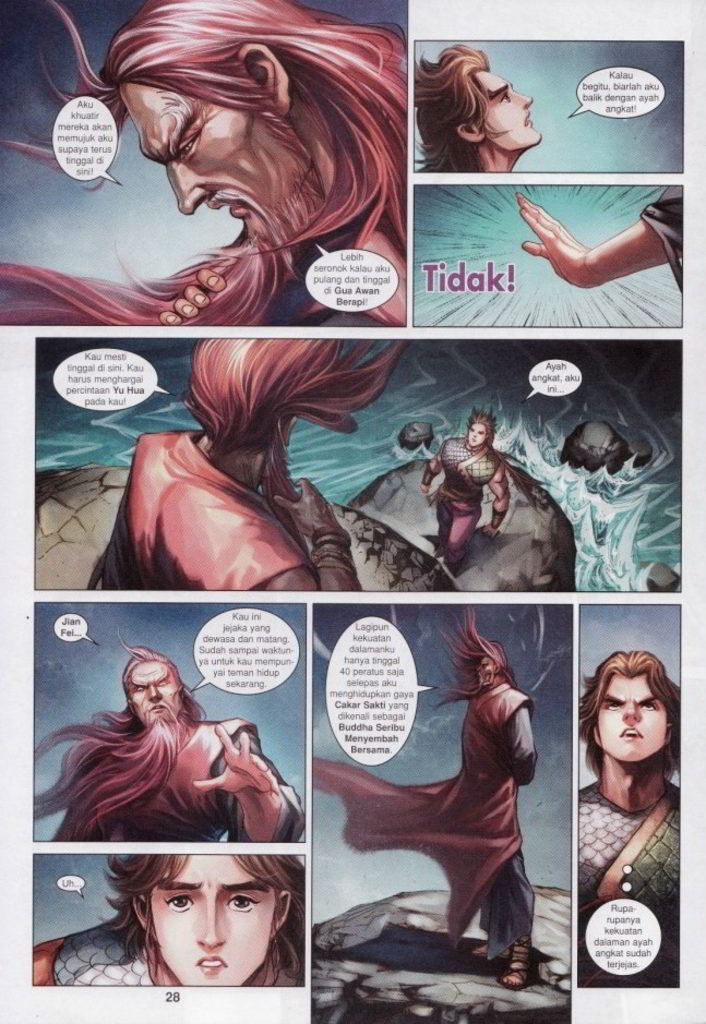 Aku
khuatir
mereka akan
memujuk aku
supaya terus
tinggal di
sini!
Lebih
seronok kalau aku
pulang dan tinggal
di Gua Awan
Berapi!
Kalau
begitu, biarlah aku
balik dengan ayah
angkat!
Tidak!
Kau mesti
tinggal di sini. Kau
harus menghargai
percintaan Yu Hua
pada kau!
Ayah
angkat, aku
ini...
Jian
Fei...
Kau ini
jejaka yang
dewasa dan matang.
Sudah sampai waktun-
ya untuk kau mempun-
yai teman hidup
sekarang.
Uh...
Lagipun
kekuatan
dalamanku
hanya tinggal
40 peratus saja
selepas aku
menghidupkan gaya
Cakar Sakti yang
dikenali sebagai
Buddha Seribu
Menyembah
Bersama.
Rupa-
rupanya
kekuatan
dalaman ayah
angkat sudah
terjejas.
28